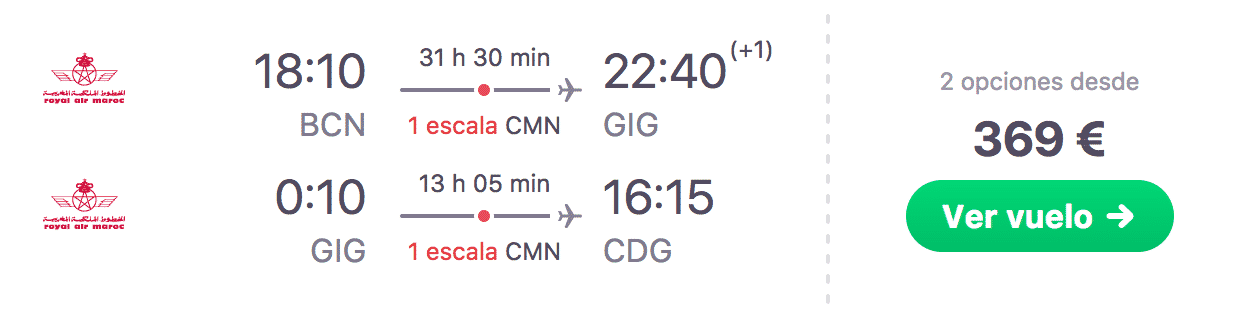 18:10
31 h 30 min
22:40 (+1)
BCN
1 escala CMN
GIG
royal air maroc
0:10
13 h 05 min
16:15
GIG
1 escala CMN
CDG
royal air maroc
2 opciones desde
369 €
Ver vuelo →